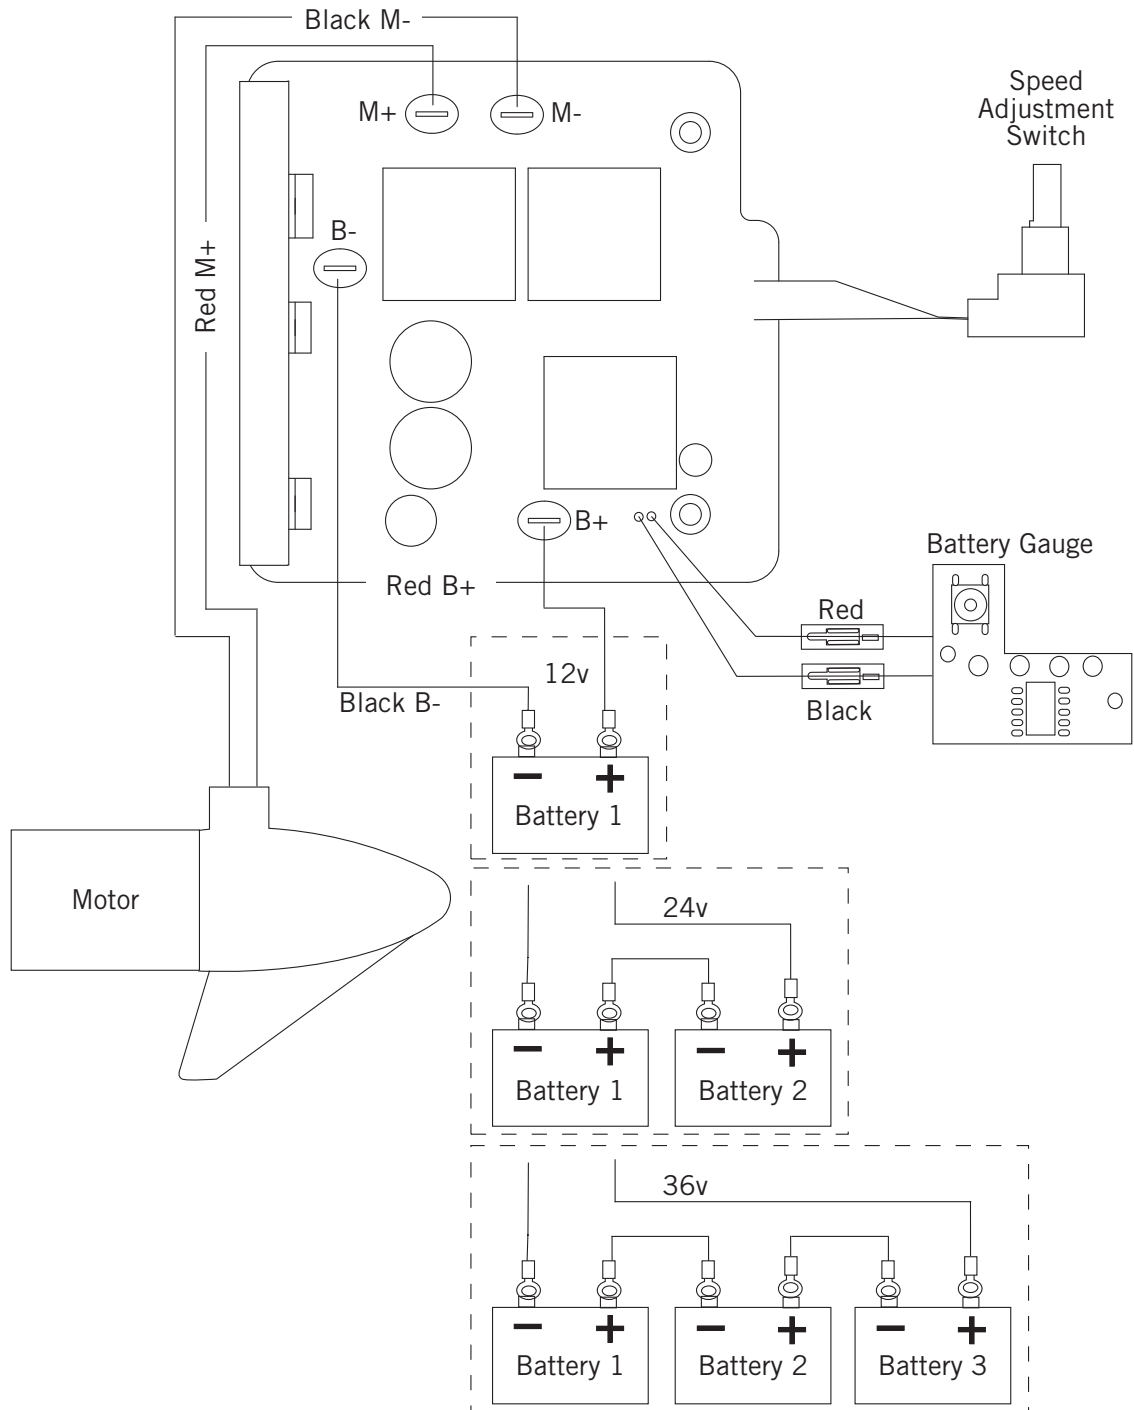 Black M-
Speed
Adjustment
Switch
M+
M-
B-
Red M+
B+
Battery Gauge
Red B+
Red
12v
Black B-
Black
− +
Battery 1
Motor
24v
− +
− +
Battery 1
Battery 2
36v
− +
− +
− +
Battery 1
Battery 2
Battery 3